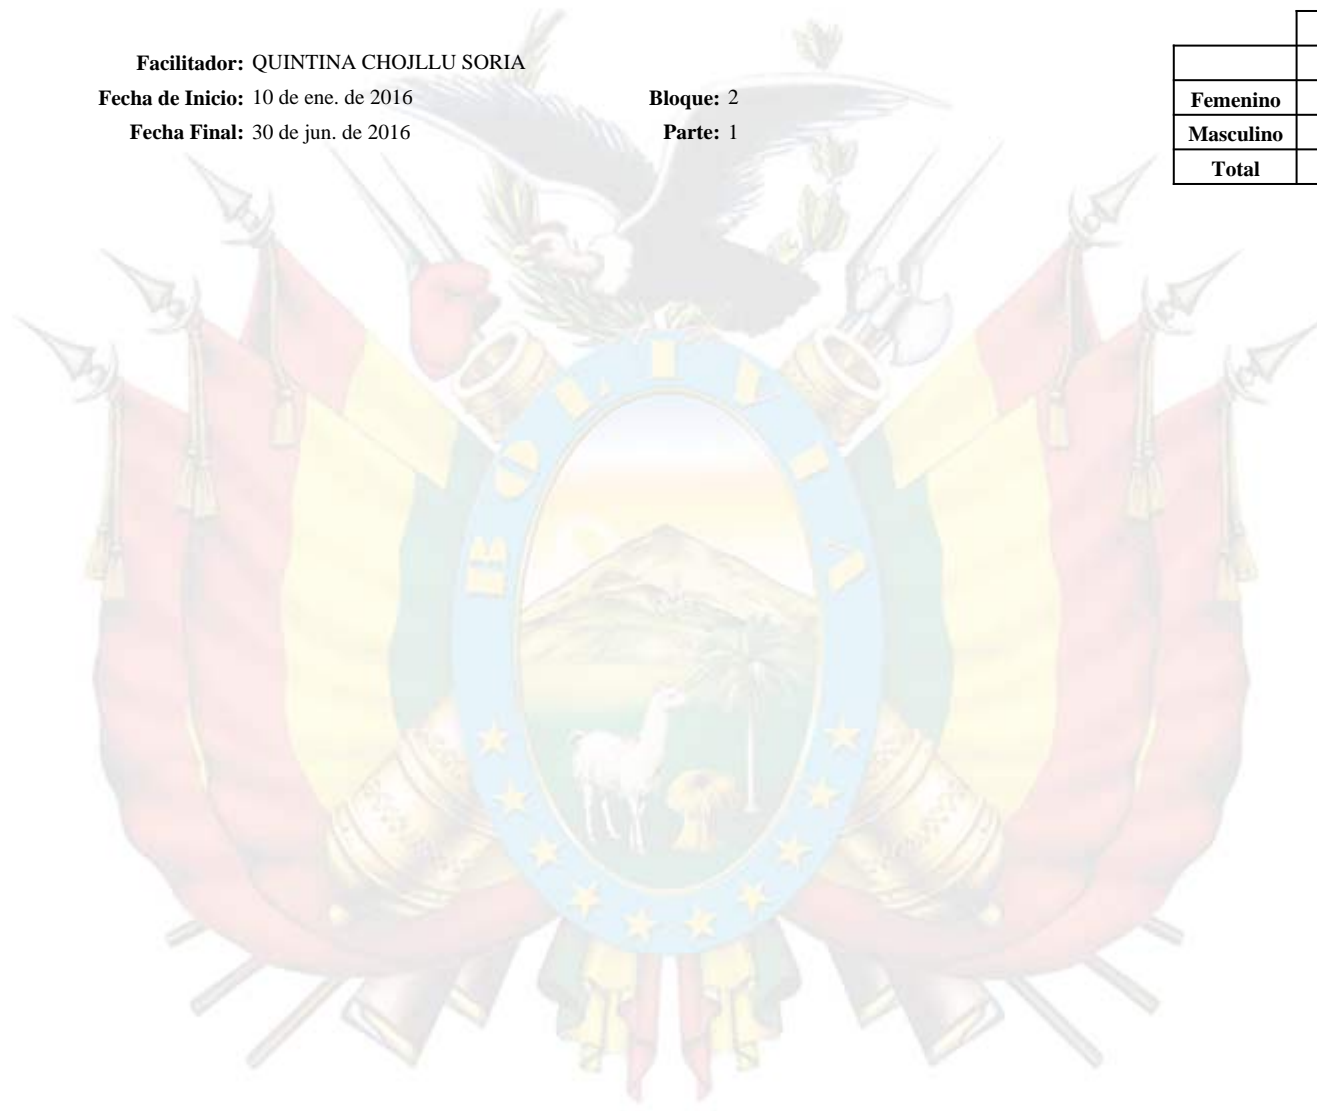 Facilitador: QUINTINA CHOJLLU SORIA
Fecha de Inicio: 10 de ene. de 2016 Bloque: 2
Fecha Final: 30 de jun. de 2016 Parte: 1
Femenino
Masculino
Total
BOLIVIA